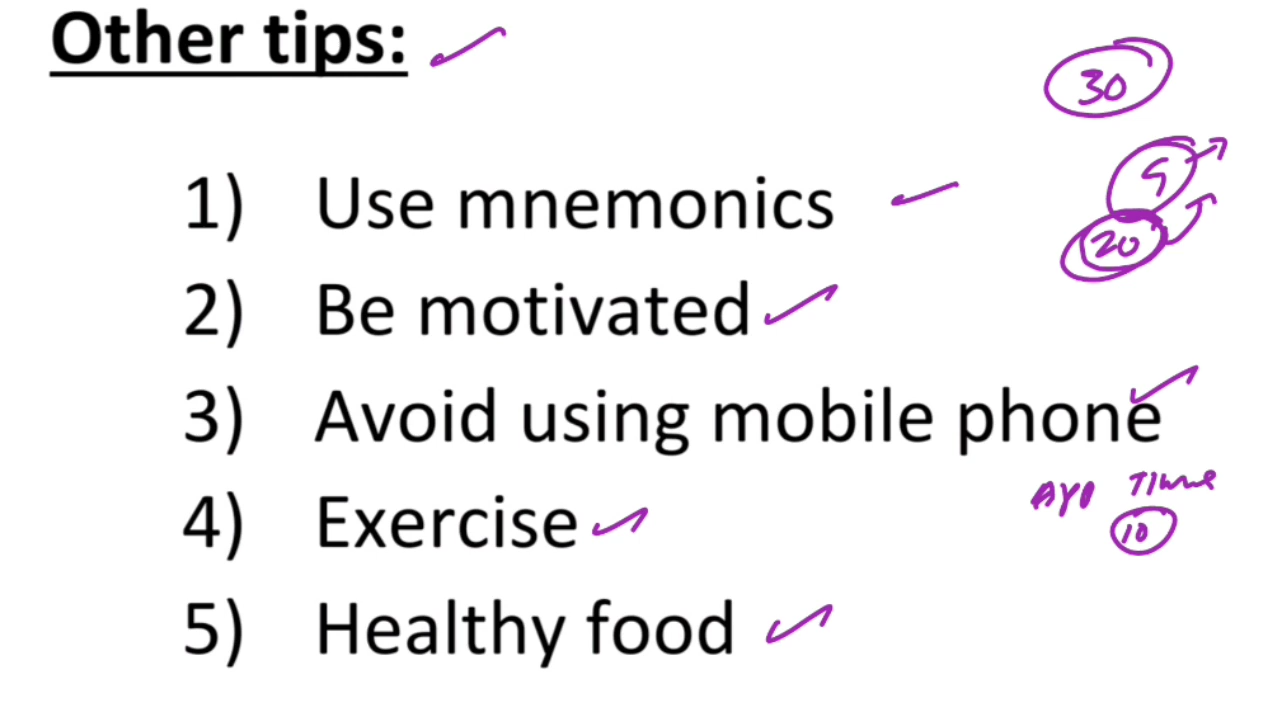 Other tips:
30
1) Use mnemonics
9
20
2) Be motivated
3) Avoid using mobile phone
Time
10
4) Exercise
5) Healthy food